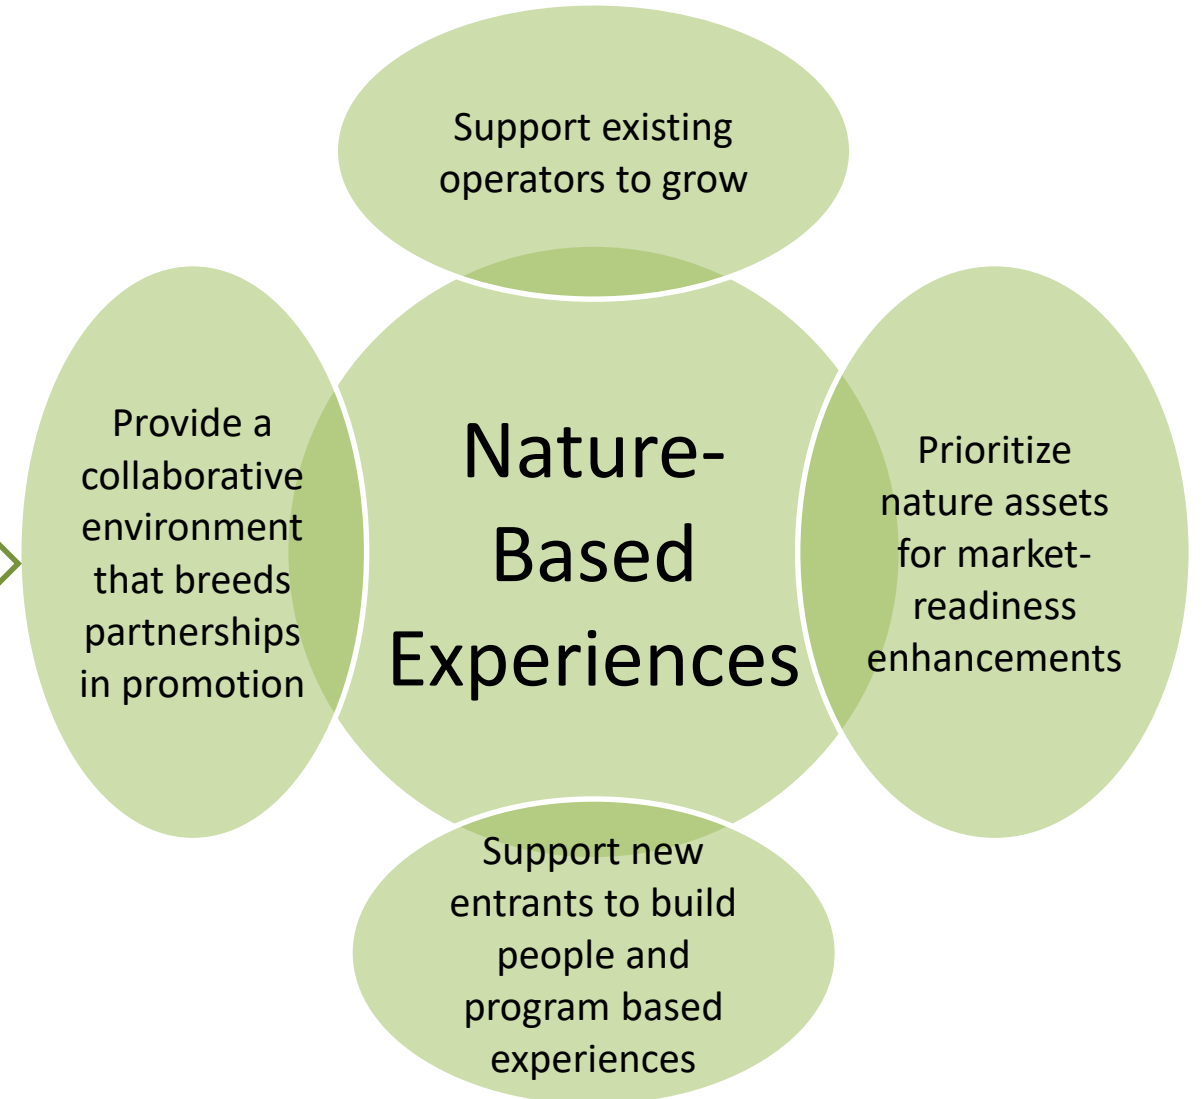 Support existing
operators to grow
Provide a
collaborative
environment
that breeds
partnerships
in promotion
Nature-
Based
Experiences
Prioritize
nature assets
for market-
readiness
enhancements
Support new
entrants to build
people and
program based
experiences